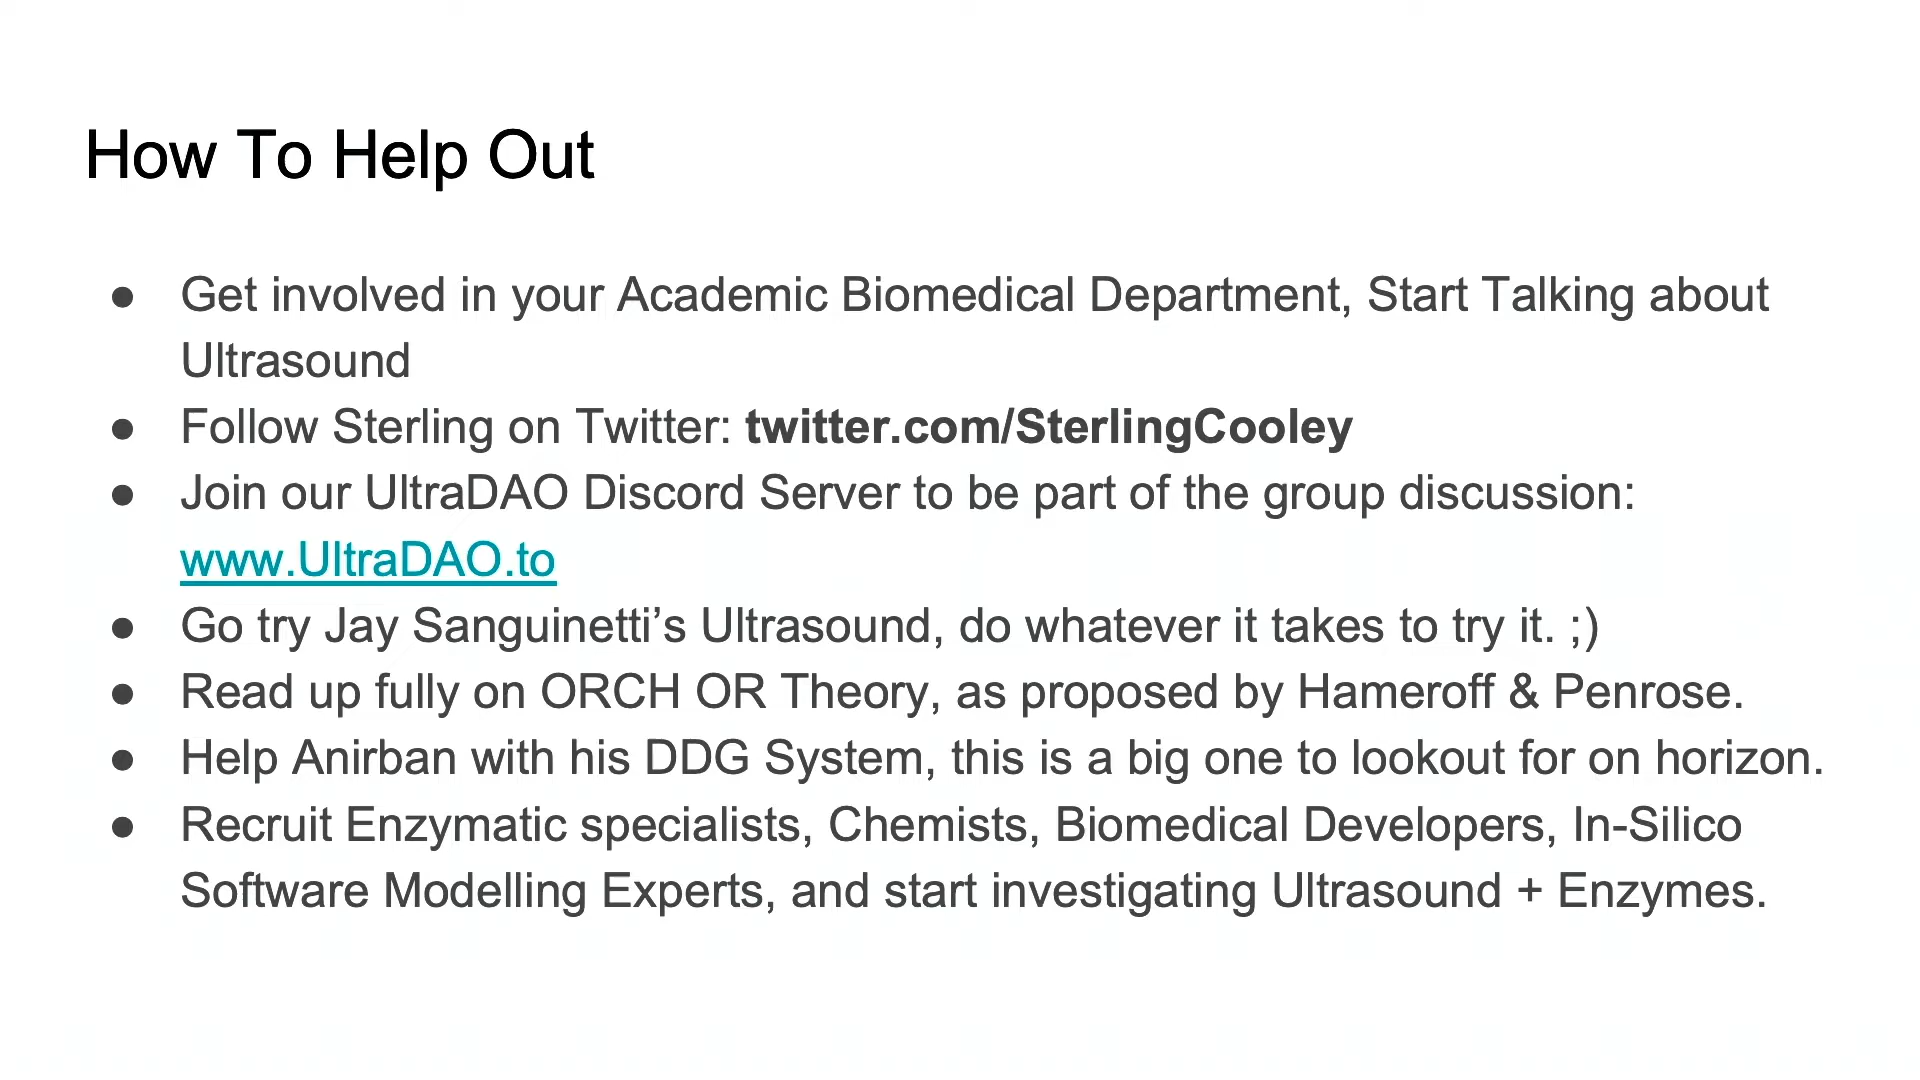 How To Help Out
● Get involved in your Academic Biomedical Department, Start Talking about
Ultrasound
● Follow Sterling on Twitter: twitter.com/SterlingCooley
● Join our UltraDAO Discord Server to be part of the group discussion:
www.UltraDAO.to
● Go try Jay Sanguinetti’s Ultrasound, do whatever it takes to try it. ;)
● Read up fully on ORCH OR Theory, as proposed by Hameroff & Penrose.
● Help Anirban with his DDG System, this is a big one to lookout for on horizon.
● Recruit Enzymatic specialists, Chemists, Biomedical Developers, In-Silico
Software Modelling Experts, and start investigating Ultrasound + Enzymes.